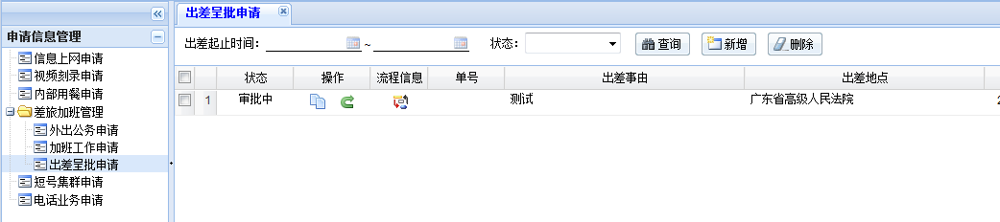 出差呈批申请
申请信息管理
信息上网申请
视频刻录申请
内部用餐申请
差旅加班管理
外出公务申请
加班工作申请
出差呈批申请
短号集群申请
电话业务申请
出差起止时间： ~ 状态： 查询 新增 删除
状态 操作 流程信息 单号 出差事由 出差地点
1 审批中 测试 广东省高级人民法院 2